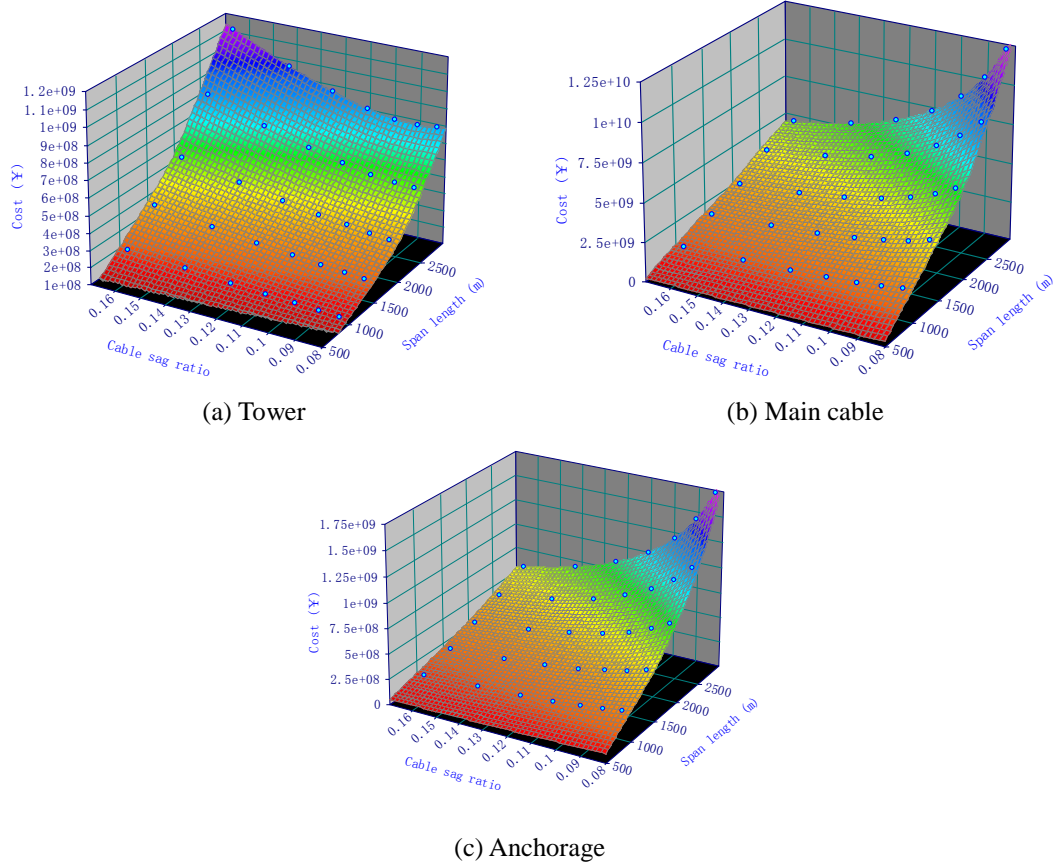 1.2e+09
1.1e+09
1e+09
9e+08
8e+08
7e+08
6e+08
5e+08
4e+08
3e+08
2e+08
1e+08
Cost (¥)
0.16
0.15
0.14
0.13
0.12
0.11
0.1
0.09
0.08
Cable sag ratio
500
1000
1500
2000
2500
Span length (m)
(a) Tower
1.25e+10
1e+10
7.5e+09
5e+09
2.5e+09
0
Cost (¥)
0.16
0.15
0.14
0.13
0.12
0.11
0.1
0.09
0.08
Cable sag ratio
500
1000
1500
2000
2500
Span length (m)
(b) Main cable
1.75e+09
1.5e+09
1.25e+09
1e+09
7.5e+08
5e+08
2.5e+08
0
Cost (¥)
0.16
0.15
0.14
0.13
0.12
0.11
0.1
0.09
0.08
Cable sag ratio
500
1000
1500
2000
2500
Span length (m)
(c) Anchorage